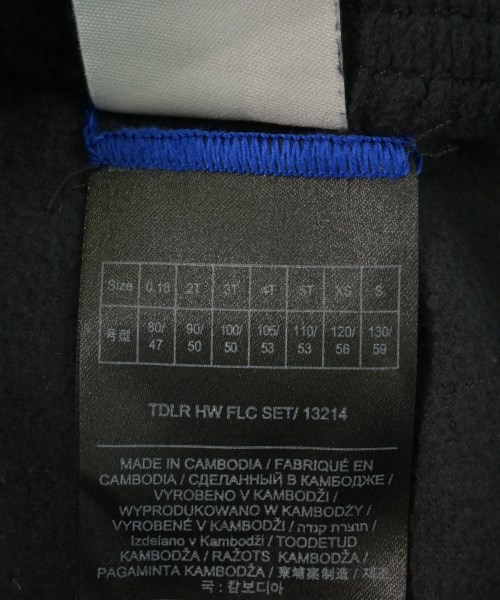 Size 0.18 2T 3T 4T 5T XS S
号型 80/47 90/50 100/50 105/53 110/53 120/56 130/59
TDLR HW FLC SET/ 13214
MADE IN CAMBODIA / FABRIQUÉ EN
CAMBODIA / СДЕЛАННЫЙ В КАМБОДЖЕ /
VYROBENO V KAMBODŽI /
WYPRODUKOWANO W KAMBODŻY /
VYROBENÉ V KAMBODŽI / תוצרת קנודה /
Izdelano v Kambodži / TOODETUD
KAMBODŽA / RAŽOTS KAMBODŽA /
PAGAMINTA KAMBODŽA / 柬埔寨制造 / 제조
국 : 캄보디아